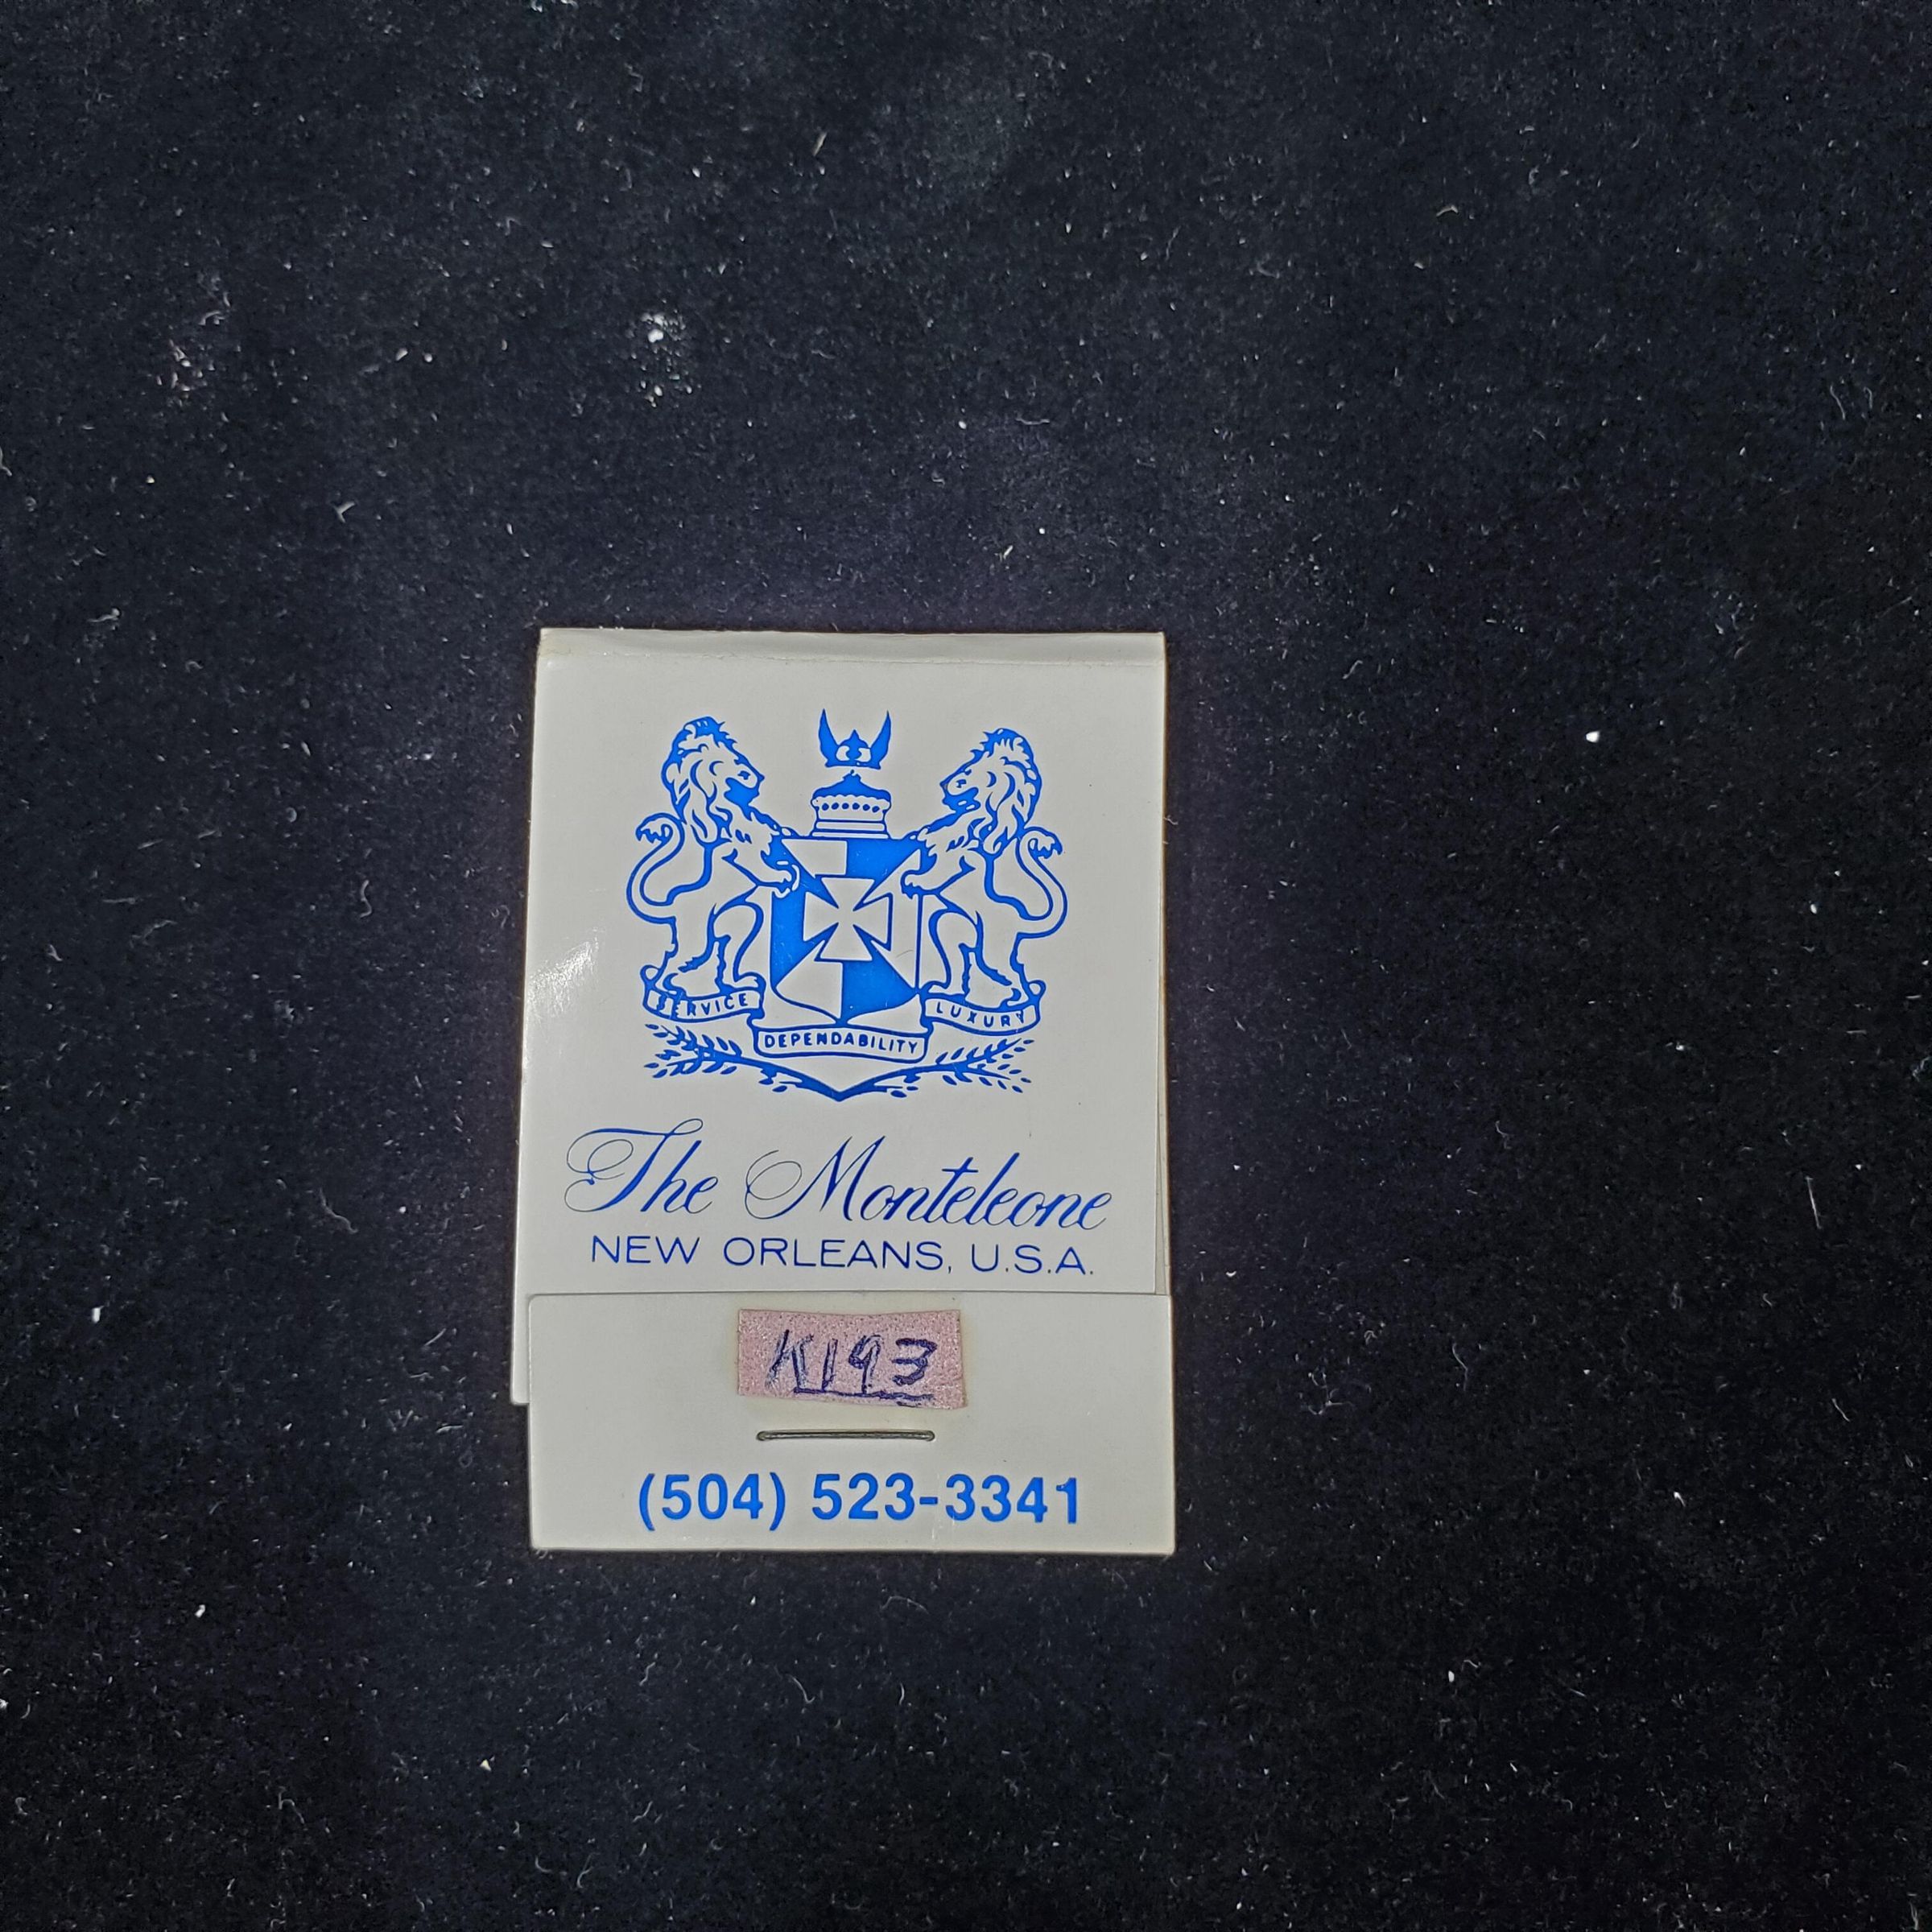 SERVICE
LUXURY
DEPENDABILITY
The Monteleone
NEW ORLEANS, U.S.A.
K193
(504) 523-3341